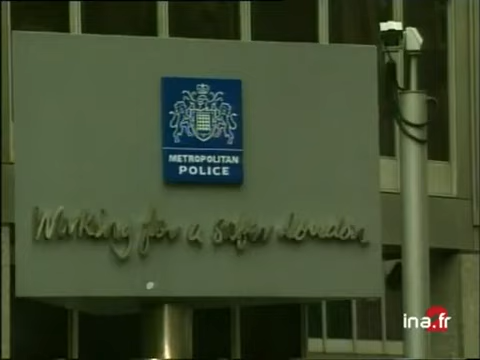 METROPOLITAN
POLICE
Working for a safer London
ina.fr